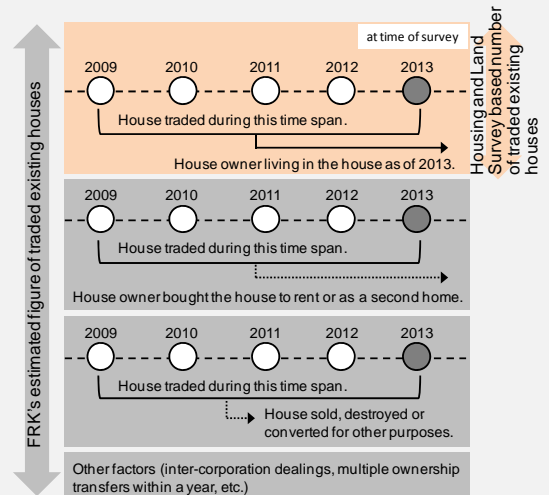 FRK's estimated figure of traded existing houses
at time of survey
2009 2010 2011 2012 2013
House traded during this time span.
House owner living in the house as of 2013.
Housing and Land
Survey based number
of traded existing
houses
2009 2010 2011 2012 2013
House traded during this time span.
House owner bought the house to rent or as a second home.
2009 2010 2011 2012 2013
House traded during this time span.
House sold, destroyed or
converted for other purposes.
Other factors (inter-corporation dealings, multiple ownership
transfers within a year, etc.)